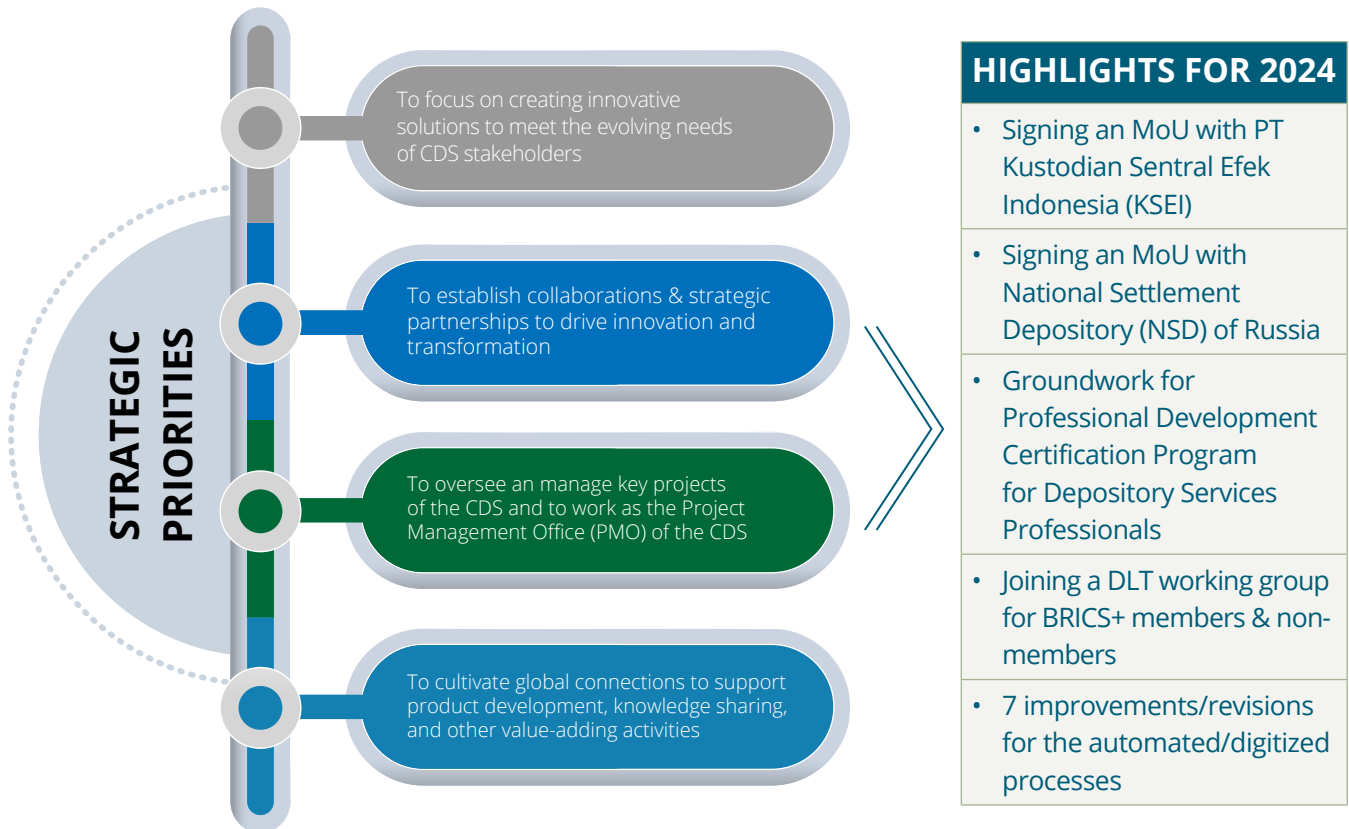 STRATEGIC
PRIORITIES
To focus on creating innovative
solutions to meet the evolving needs
of CDS stakeholders
To establish collaborations & strategic
partnerships to drive innovation and
transformation
To oversee an manage key projects
of the CDS and to work as the Project
Management Office (PMO) of the CDS
To cultivate global connections to support
product development, knowledge sharing,
and other value-adding activities
HIGHLIGHTS FOR 2024
• Signing an MoU with PT
Kustodian Sentral Efek
Indonesia (KSEI)
• Signing an MoU with
National Settlement
Depository (NSD) of Russia
• Groundwork for
Professional Development
Certification Program
for Depository Services
Professionals
• Joining a DLT working group
for BRICS+ members & non-
members
• 7 improvements/revisions
for the automated/digitized
processes